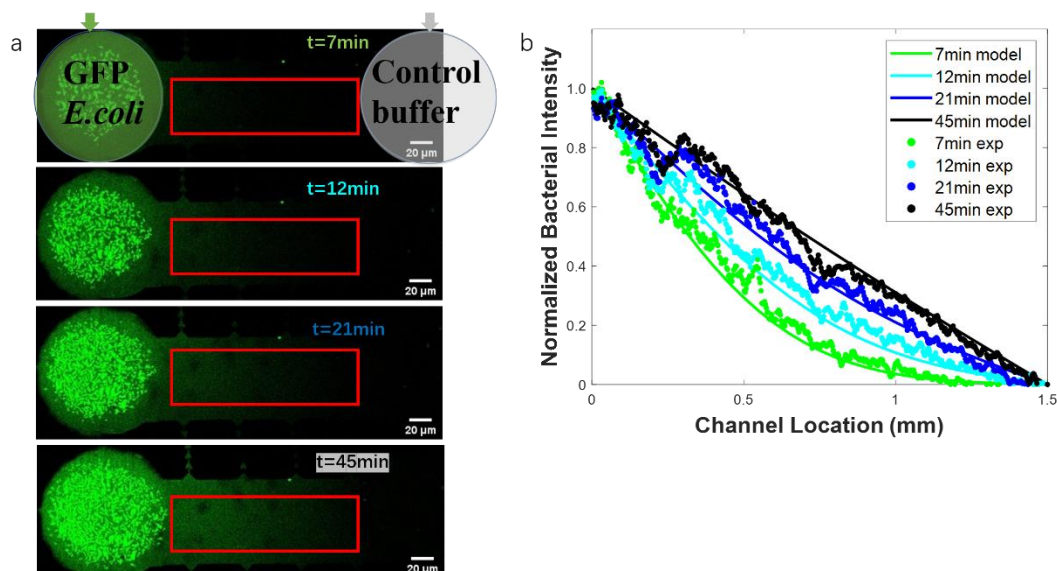 a
t=7min
GFP
E.coli
Control
buffer
20 µm
t=12min
20 µm
t=21min
20 µm
t=45min
20 µm
b
Normalized Bacterial Intensity
1.0
0.8
0.6
0.4
0.2
0
0
0.5
1
1.5
Channel Location (mm)
7min model
12min model
21min model
45min model
7min exp
12min exp
21min exp
45min exp